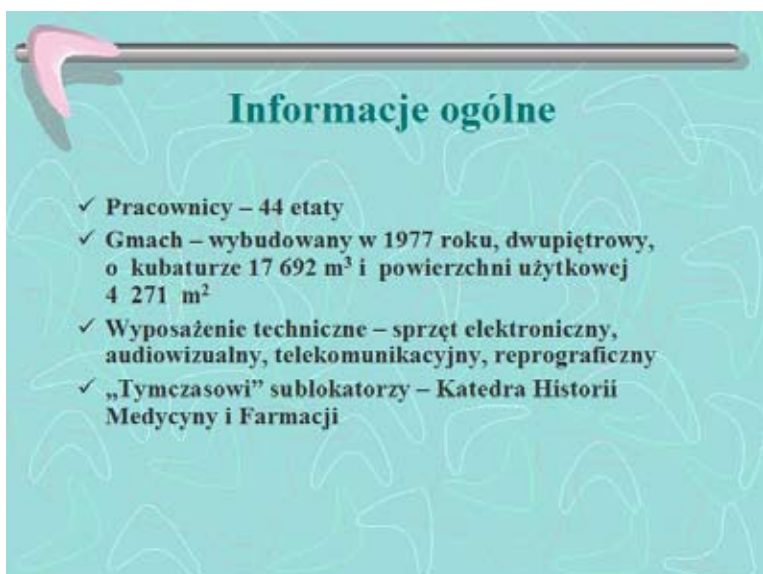 Informacje ogólne
✓ Pracownicy – 44 etaty
✓ Gmach – wybudowany w 1977 roku, dwupiętrowy,
o kubaturze 17 692 m³ i powierzchni użytkowej
4 271 m²
✓ Wyposażenie techniczne – sprzęt elektroniczny,
audiowizualny, telekomunikacyjny, reprograficzny
✓ „Tymczasowi” sublokatorzy – Katedra Historii
Medycyny i Farmacji